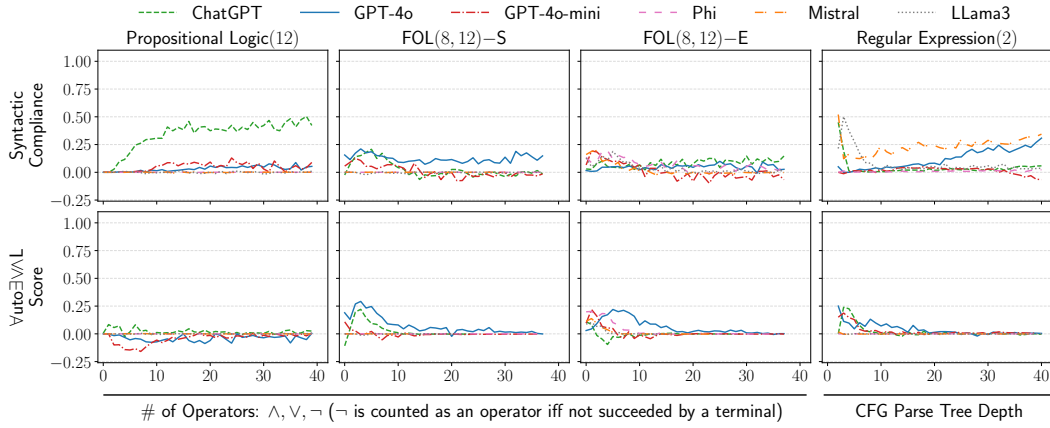 ChatGPT GPT-4o GPT-4o-mini Phi Mistral LLama3
Propositional Logic(12) FOL(8, 12)−S FOL(8, 12)−E Regular Expression(2)
Syntactic
Compliance
1.00
0.75
0.50
0.25
0.00
−0.25
∀uto∃∨∧L
Score
1.00
0.75
0.50
0.25
0.00
−0.25
0 10 20 30 40 0 10 20 30 40 0 10 20 30 40 0 10 20 30 40
# of Operators: ∧, ∨, ¬ (¬ is counted as an operator iff not succeeded by a terminal) CFG Parse Tree Depth